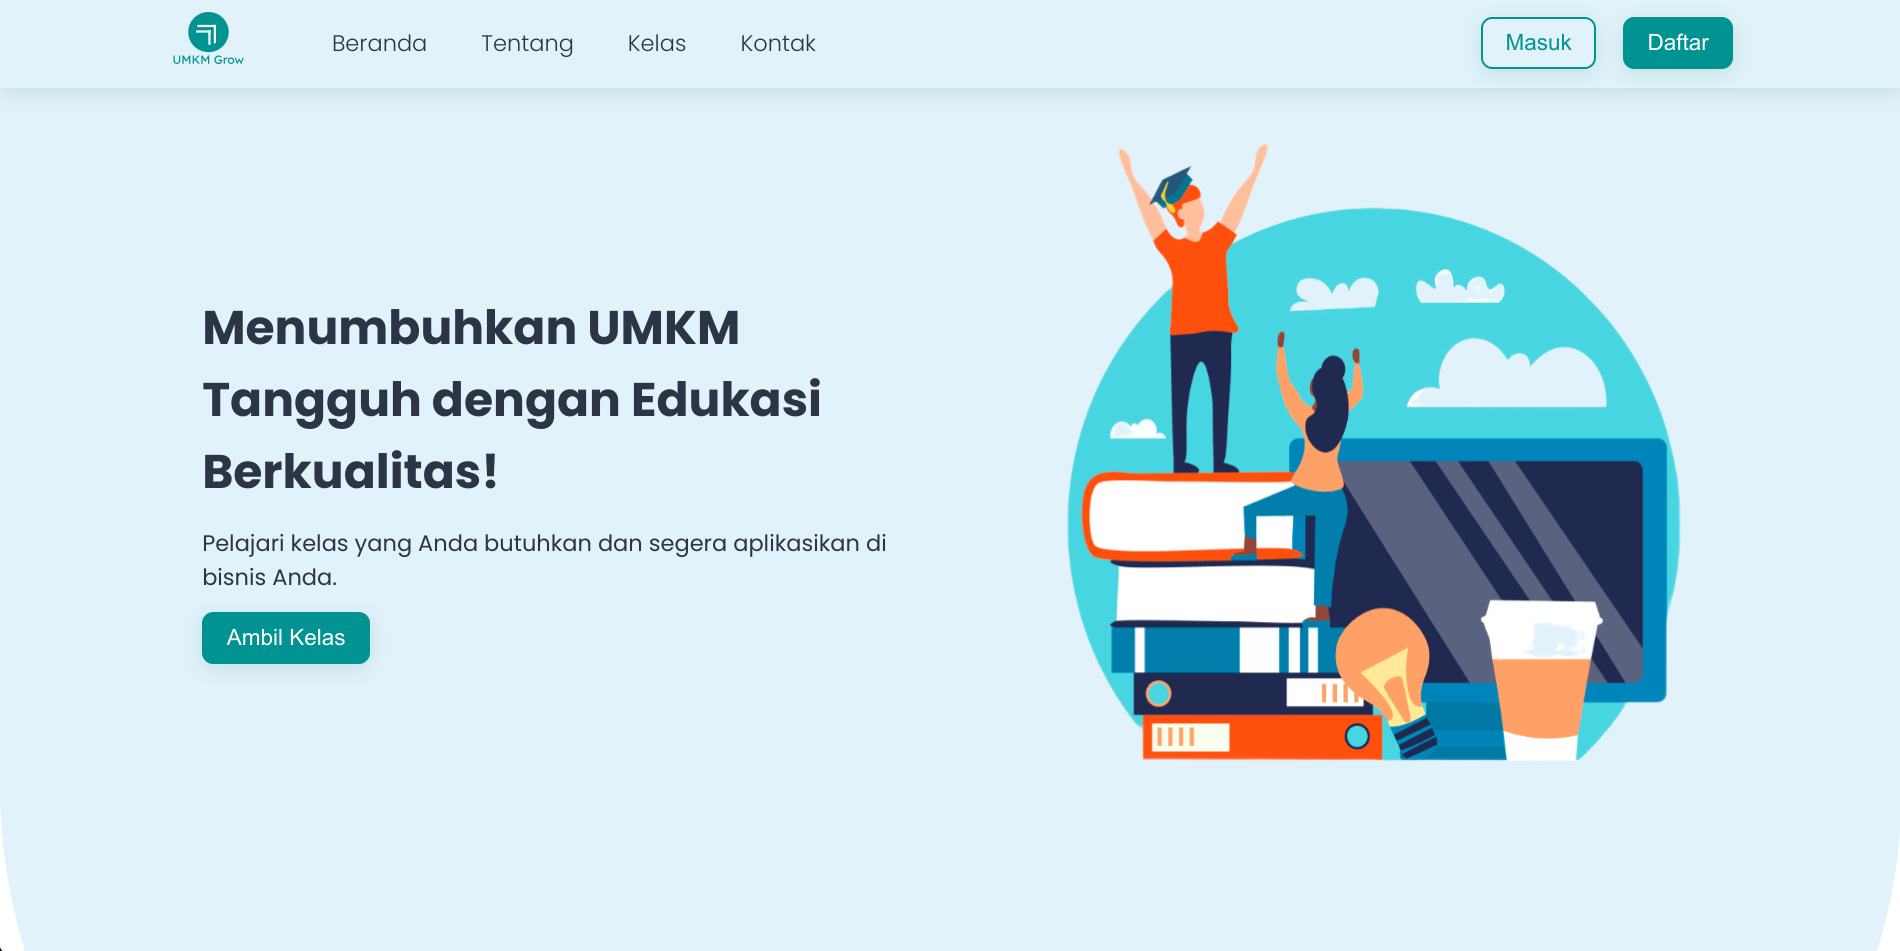 UMKM Grow
Beranda
Tentang
Kelas
Kontak
Masuk
Daftar
Menumbuhkan UMKM
Tangguh dengan Edukasi
Berkualitas!
Pelajari kelas yang Anda butuhkan dan segera aplikasikan di
bisnis Anda.
Ambil Kelas